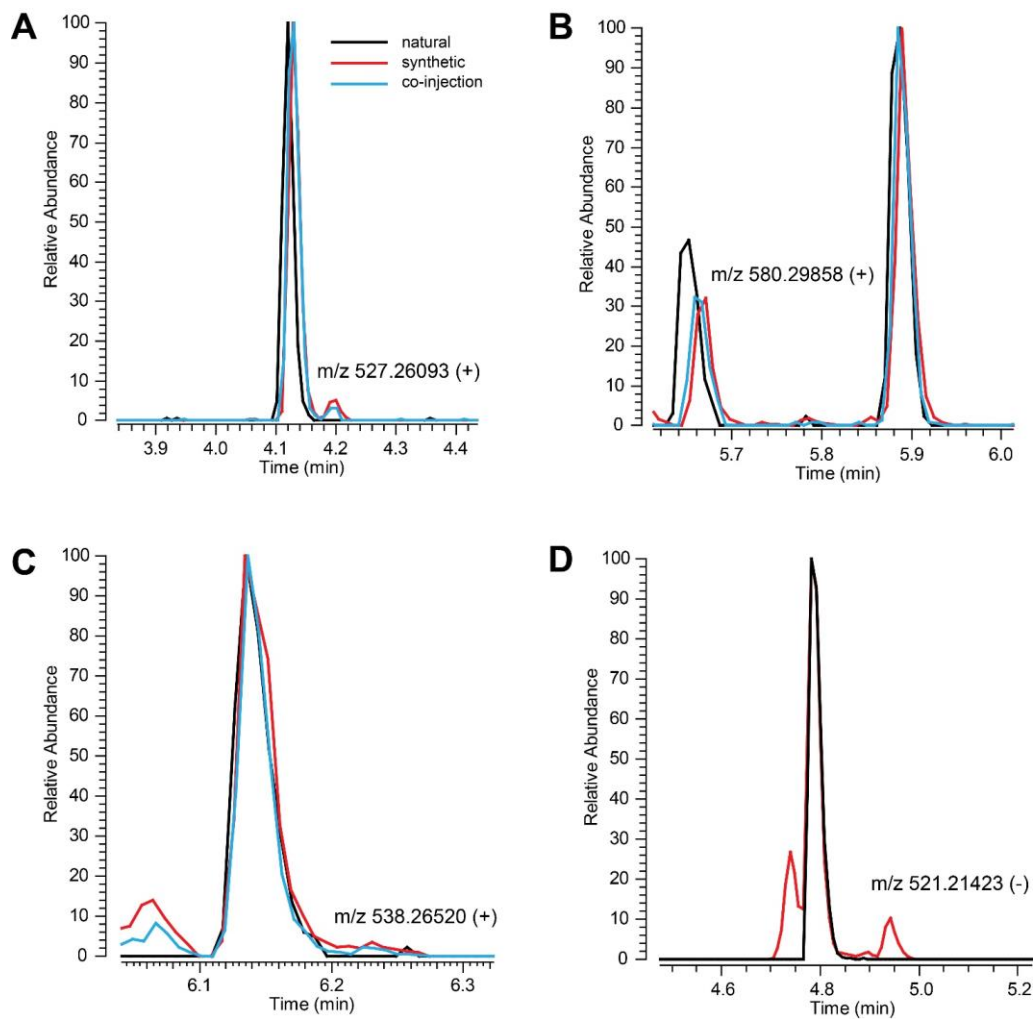 A
100
90
80
70
60
50
40
30
20
10
0
Relative Abundance
natural
synthetic
co-injection
m/z 527.26093 (+)
3.9 4.0 4.1 4.2 4.3 4.4
Time (min)
B
100
90
80
70
60
50
40
30
20
10
0
Relative Abundance
m/z 580.29858 (+)
5.7 5.8 5.9 6.0
Time (min)
C
100
90
80
70
60
50
40
30
20
10
0
Relative Abundance
m/z 538.26520 (+)
6.1 6.2 6.3
Time (min)
D
100
90
80
70
60
50
40
30
20
10
0
Relative Abundance
m/z 521.21423 (-)
4.6 4.8 5.0 5.2
Time (min)